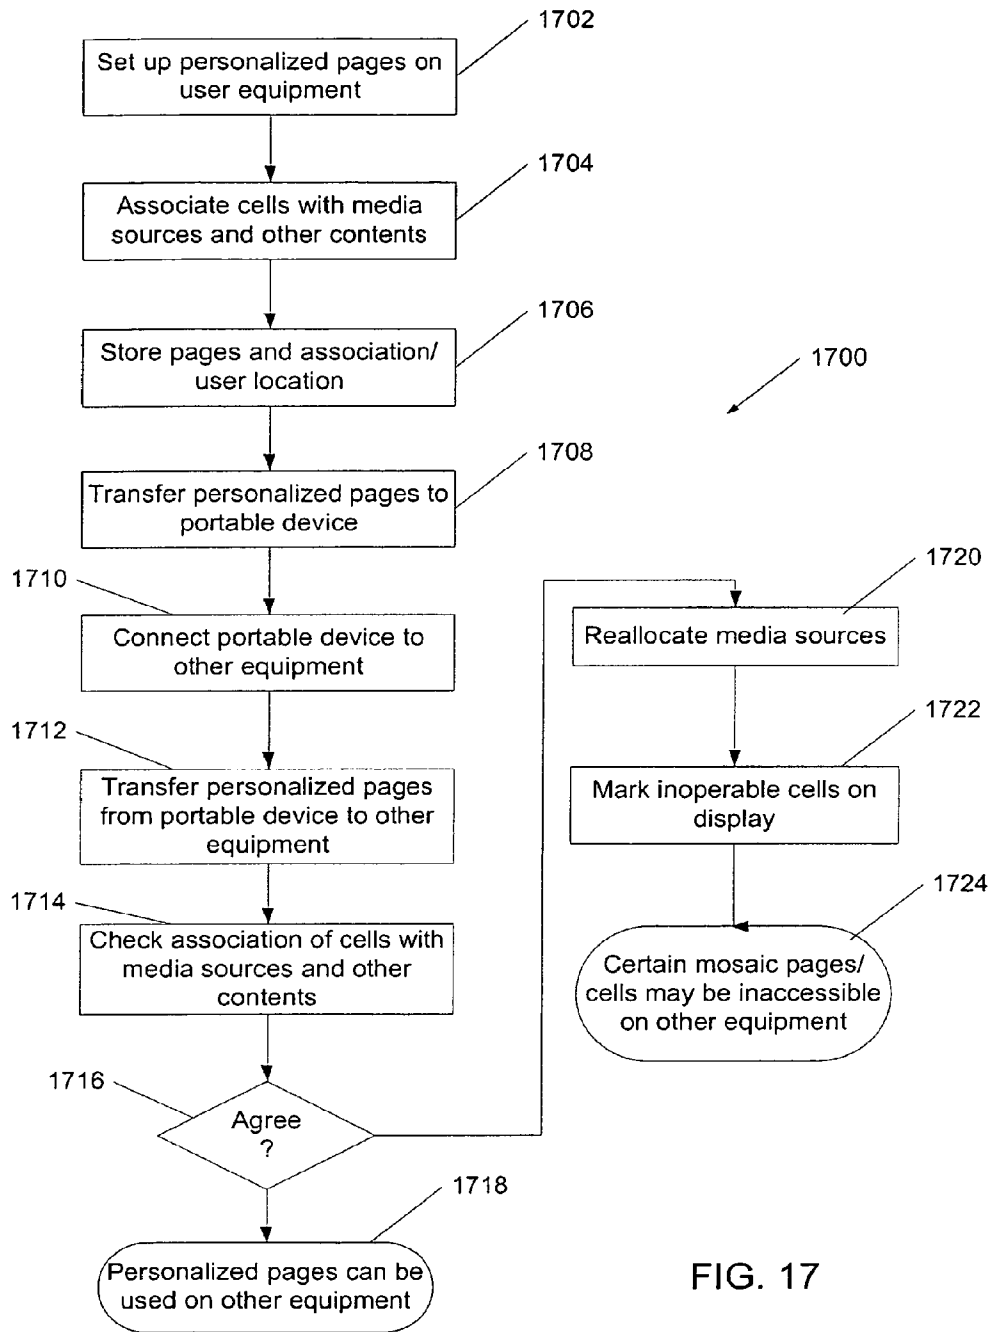 1702
Set up personalized pages on
user equipment
1704
Associate cells with media
sources and other contents
1706
Store pages and association/
user location
1700
1708
Transfer personalized pages to
portable device
1710
Connect portable device to
other equipment
1712
Transfer personalized pages
from portable device to other
equipment
1714
Check association of cells with
media sources and other
contents
1716
Agree
?
1718
Personalized pages can be
used on other equipment
1720
Reallocate media sources
1722
Mark inoperable cells on
display
1724
Certain mosaic pages/
cells may be inaccessible
on other equipment
FIG. 17